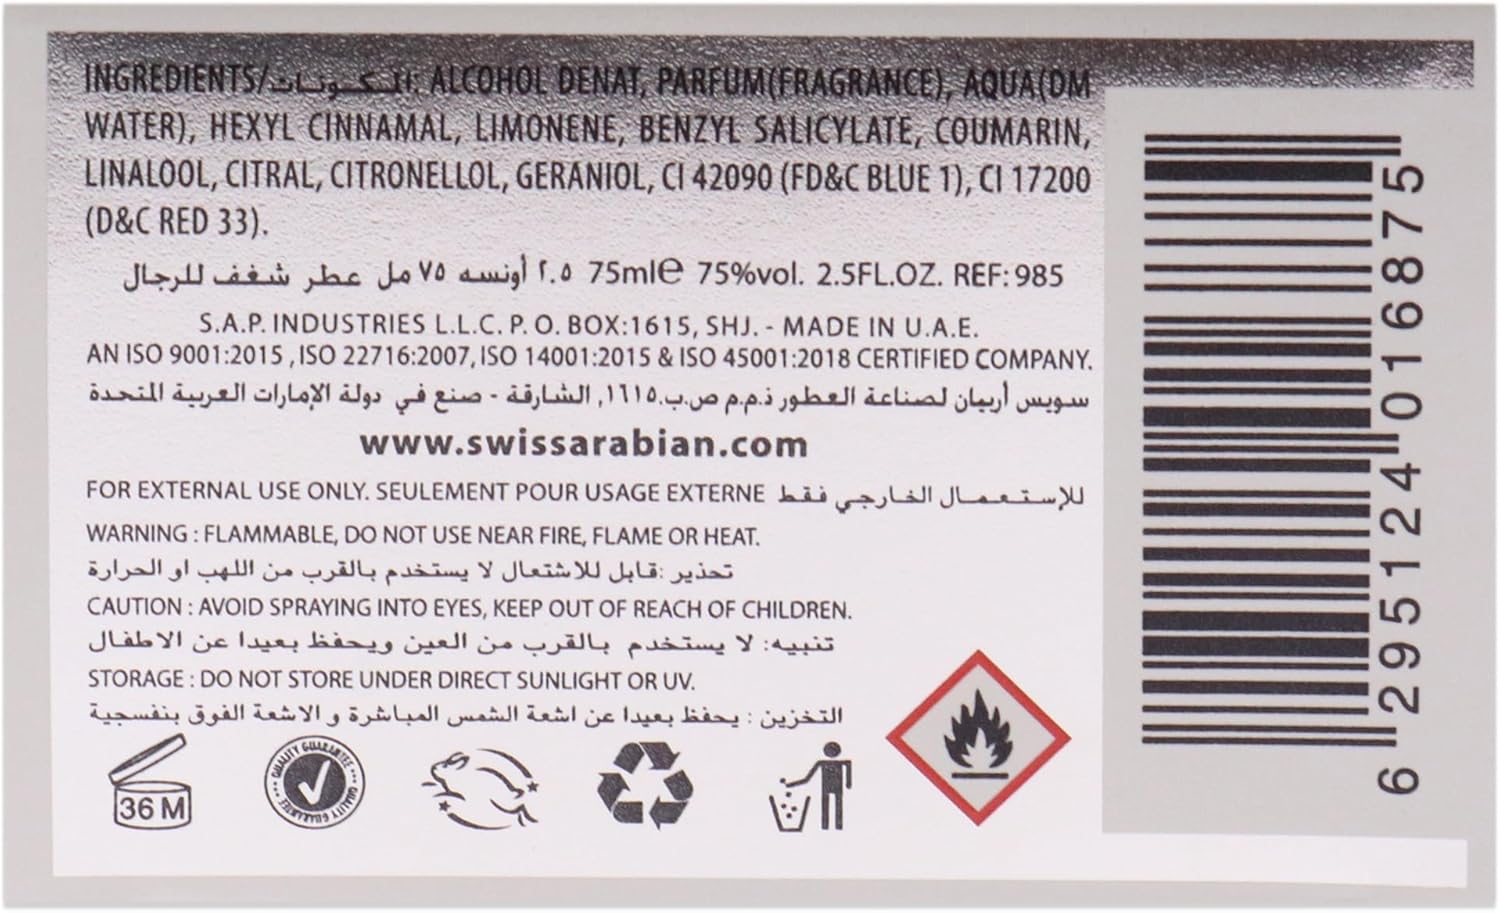 INGREDIENTS/المكونات: ALCOHOL DENAT, PARFUM(FRAGRANCE), AQUA(DM
WATER), HEXYL CINNAMAL, LIMONENE, BENZYL SALICYLATE, COUMARIN,
LINALOOL, CITRAL, CITRONELLOL, GERANIOL, CI 42090 (FD&C BLUE 1), CI 17200
(D&C RED 33).
عطر شغف للرجال ٧٥ مل ٢.٥ أونسه 75ml℮ 75%vol. 2.5FL.OZ. REF: 985
S.A.P. INDUSTRIES L.L.C. P. O. BOX:1615, SHJ. - MADE IN U.A.E.
AN ISO 9001:2015 , ISO 22716:2007, ISO 14001:2015 & ISO 45001:2018 CERTIFIED COMPANY.
سويس أربيان لصناعة العطور ذ.م.م ص.ب.١٦١٥, الشارقة - صنع في دولة الإمارات العربية المتحدة
www.swissarabian.com
FOR EXTERNAL USE ONLY. SEULEMENT POUR USAGE EXTERNE للإستعمال الخارجي فقط
WARNING : FLAMMABLE, DO NOT USE NEAR FIRE, FLAME OR HEAT.
تحذير :قابل للاشتعال لا يستخدم بالقرب من اللهب او الحرارة
CAUTION : AVOID SPRAYING INTO EYES, KEEP OUT OF REACH OF CHILDREN.
تنبيه: لا يستخدم بالقرب من العين ويحفظ بعيدا عن الاطفال
STORAGE : DO NOT STORE UNDER DIRECT SUNLIGHT OR UV.
التخزين : يحفظ بعيدا عن اشعة الشمس المباشرة و الاشعة الفوق بنفسجية
36 M
QUALITY GUARANTEE
QUALITY GUARANTEE
6 295124 016875